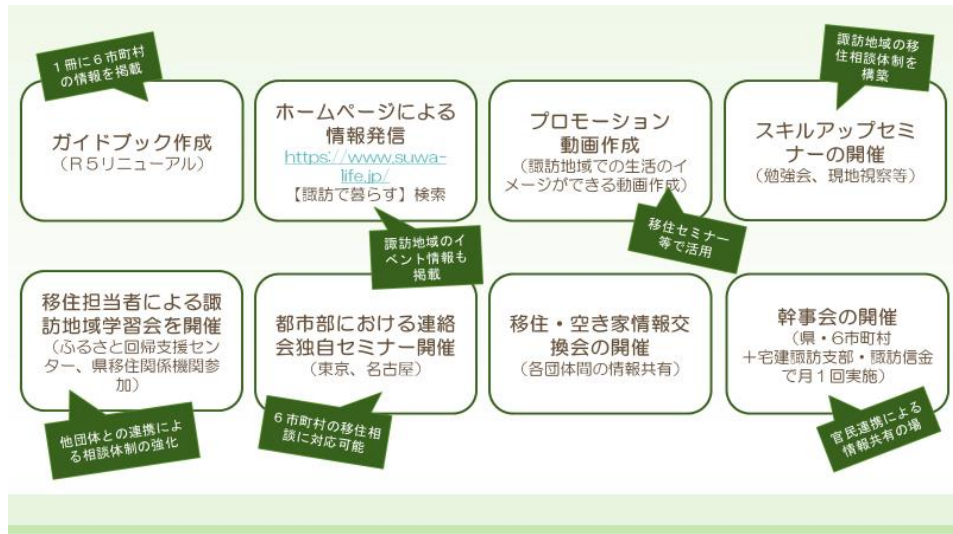 １冊に６市町村
の情報を掲載
ガイドブック作成
（Ｒ５リニューアル）
ホームページによる
情報発信
https://www.suwa-
life.jp/
【諏訪で暮らす】検索
諏訪地域のイ
ベント情報も
掲載
プロモーション
動画作成
（諏訪地域での生活のイ
メージができる動画作成）
移住セミナー
等で活用
諏訪地域の移
住相談体制を
構築
スキルアップセミ
ナーの開催
（勉強会、現地視察等）
移住担当者による諏
訪地域学習会を開催
（ふるさと回帰支援セン
ター、県移住関係機関参
加）
他団体との連携によ
る相談体制の強化
都市部における連絡
会独自セミナー開催
（東京、名古屋）
６市町村の移住相
談に対応可能
移住・空き家情報交
換会の開催
（各団体間の情報共有）
幹事会の開催
（県・6市町村
＋宅建諏訪支部・諏訪信金
で月１回実施）
官民連携による
情報共有の場